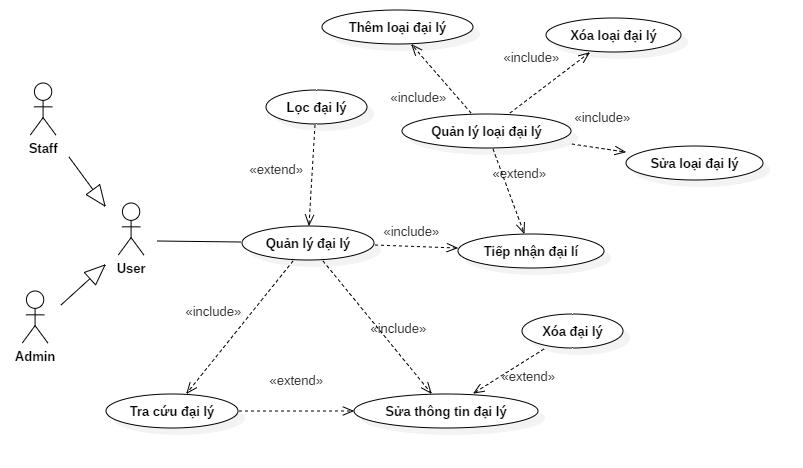 Thêm loại đại lý
Xóa loại đại lý
«include»
«include»
Lọc đại lý
Quản lý loại đại lý
«include»
Staff
Sửa loại đại lý
«extend»
«extend»
User
Quản lý đại lý
«include»
Tiếp nhận đại lí
Admin
«include»
«include»
Xóa đại lý
«extend»
«extend»
Tra cứu đại lý
Sửa thông tin đại lý